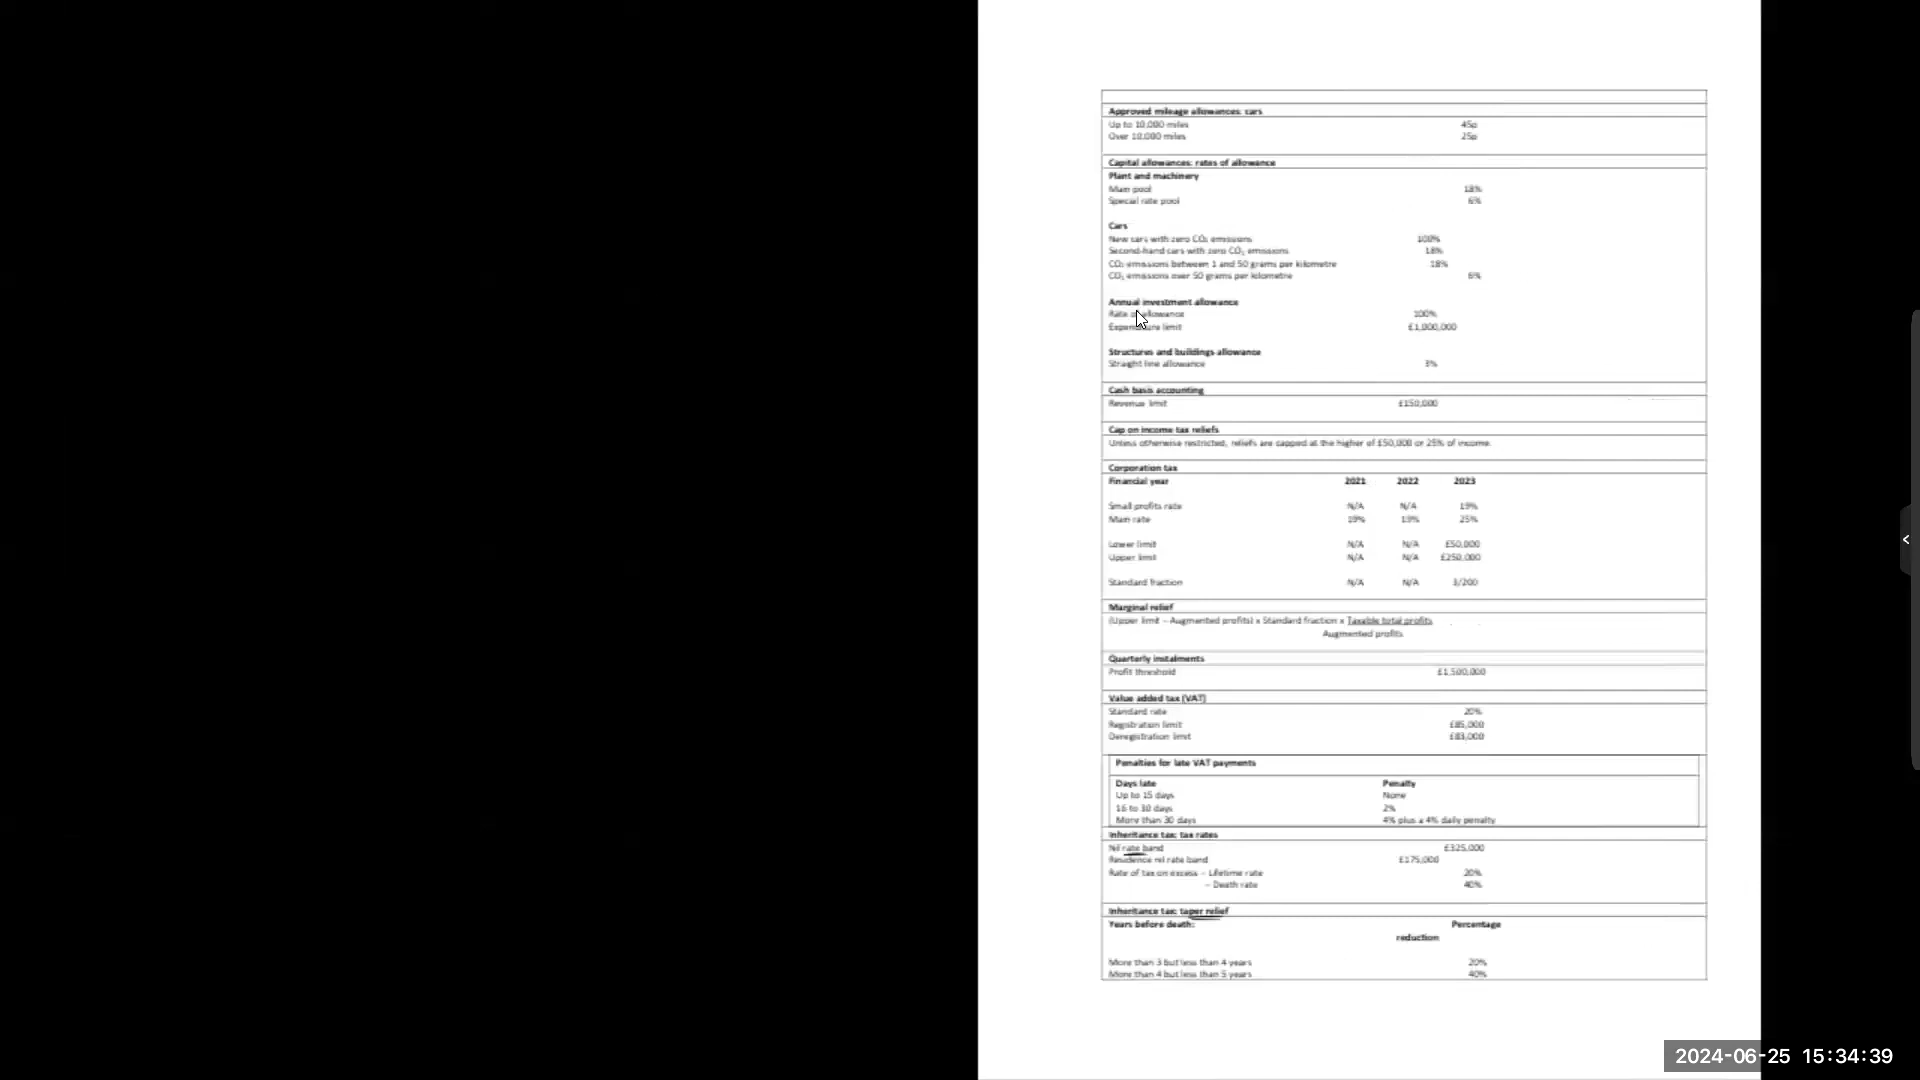 Approved mileage allowances: cars
Up to 10,000 miles 45p
Over 10,000 miles 25p
Capital allowances: rates of allowance
Plant and machinery
Main pool 18%
Special rate pool 6%
Cars
New cars with zero CO₂ emissions 100%
Second-hand cars with zero CO₂ emissions 18%
CO₂ emissions between 1 and 50 grams per kilometre 18%
CO₂ emissions over 50 grams per kilometre 6%
Annual investment allowance
Rate of allowance 100%
Expenditure limit £1,000,000
Structures and buildings allowance
Straight line allowance 3%
Cash basis accounting
Revenue limit £150,000
Cap on income tax reliefs
Unless otherwise restricted, reliefs are capped at the higher of £50,000 or 25% of income.
Corporation tax
Financial year 2021 2022 2023
Small profits rate N/A N/A 19%
Main rate 19% 19% 25%
Lower limit N/A N/A £50,000
Upper limit N/A N/A £250,000
Standard fraction N/A N/A 3/200
Marginal relief
(Upper limit – Augmented profits) x Standard fraction x Taxable total profits
Augmented profits
Quarterly instalments
Profit threshold £1,500,000
Value added tax (VAT)
Standard rate 20%
Registration limit £85,000
Deregistration limit £83,000
Penalties for late VAT payments
Days late Penalty
Up to 15 days None
16 to 30 days 2%
More than 30 days 4% plus a 4% daily penalty
Inheritance tax: tax rates
Nil rate band £325,000
Residence nil rate band £175,000
Rate of tax on excess – Lifetime rate 20%
– Death rate 40%
Inheritance tax: taper relief
Years before death: Percentage
reduction
More than 3 but less than 4 years 20%
More than 4 but less than 5 years 40%
2024-06-25 15:34:39